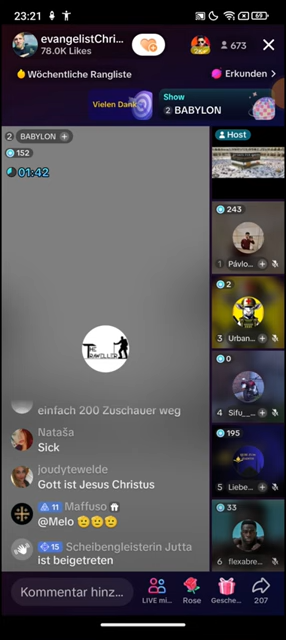 23:21
69
evangelistChri...
78.0K Likes
673
Wöchentliche Rangliste
Erkunden >
Vielen Dank
Show
2 BABYLON
2 BABYLON +
152
01:42
Host
243
1 Pávlo...
2
3 Urban...
0
4 Sifu_...
195
5 Liebe...
33
6 flexabre...
THE TRAVELLER
einfach 200 Zuschauer weg
Nataša
Sick
joudytewelde
Gott ist Jesus Christus
11 Maffuso
@Melo 🫡🫡🫡
15 Scheibengleisterin Jutta
ist beigetreten
Kommentar hinz...
LIVE mi...
Rose
Gesche...
207